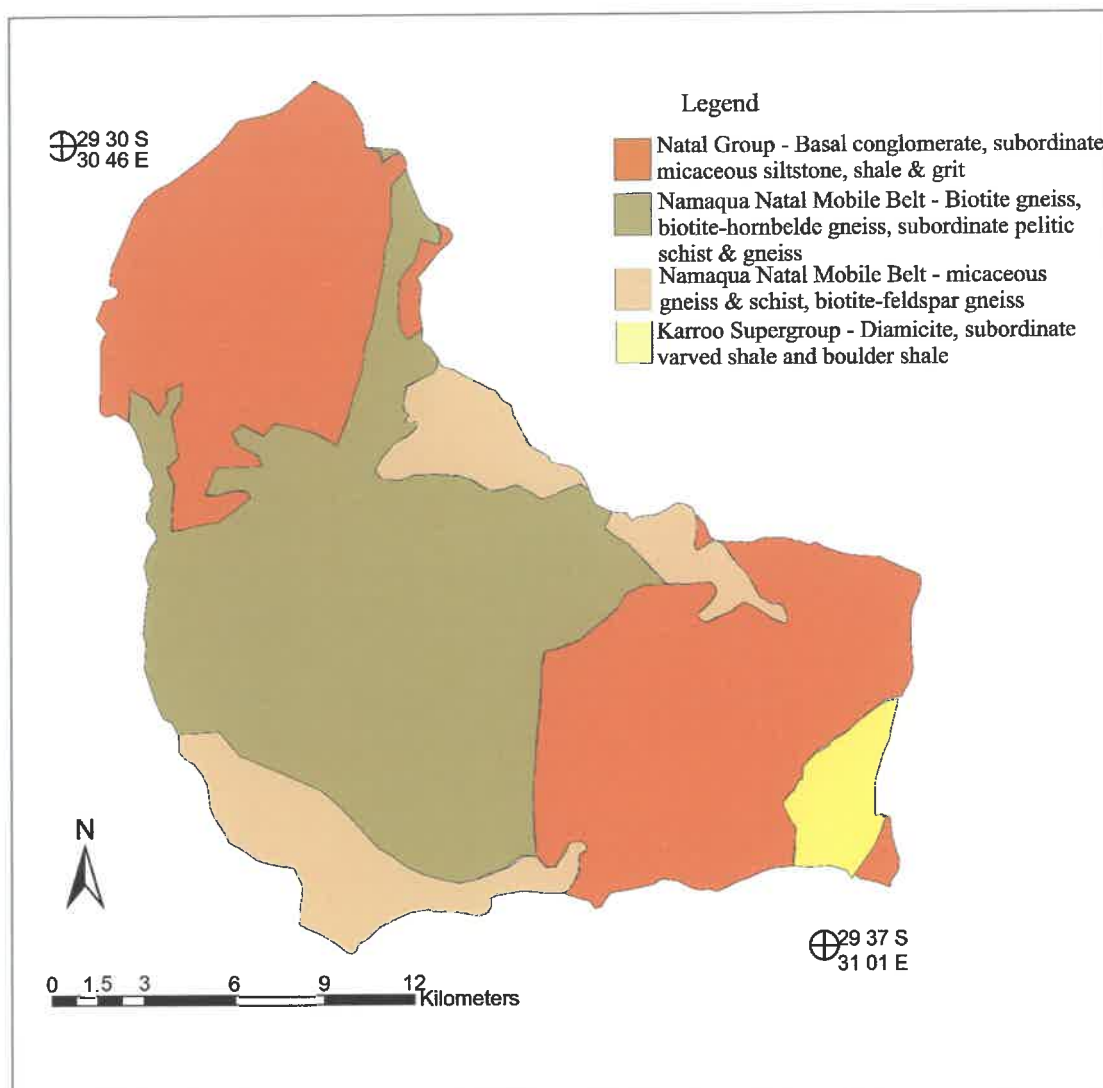 Legend
29 30 S
30 46 E
Natal Group - Basal conglomerate, subordinate
micaceous siltstone, shale & grit
Namaqua Natal Mobile Belt - Biotite gneiss,
biotite-hornbelde gneiss, subordinate pelitic
schist & gneiss
Namaqua Natal Mobile Belt - micaceous
gneiss & schist, biotite-feldspar gneiss
Karroo Supergroup - Diamicite, subordinate
varved shale and boulder shale
N
29 37 S
31 01 E
0 1.5 3 6 9 12
Kilometers